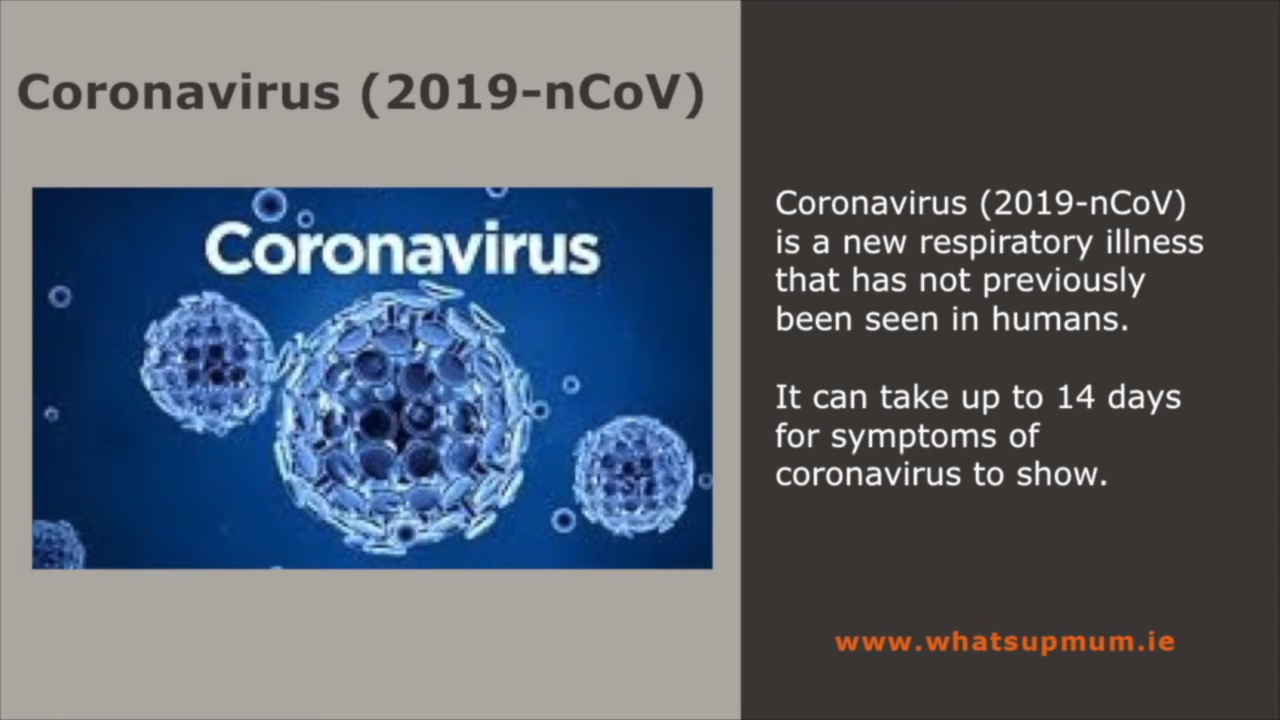 Coronavirus (2019-nCoV)
Coronavirus
Coronavirus (2019-nCoV)
is a new respiratory illness
that has not previously
been seen in humans.
It can take up to 14 days
for symptoms of
coronavirus to show.
www.whatsupmum.ie